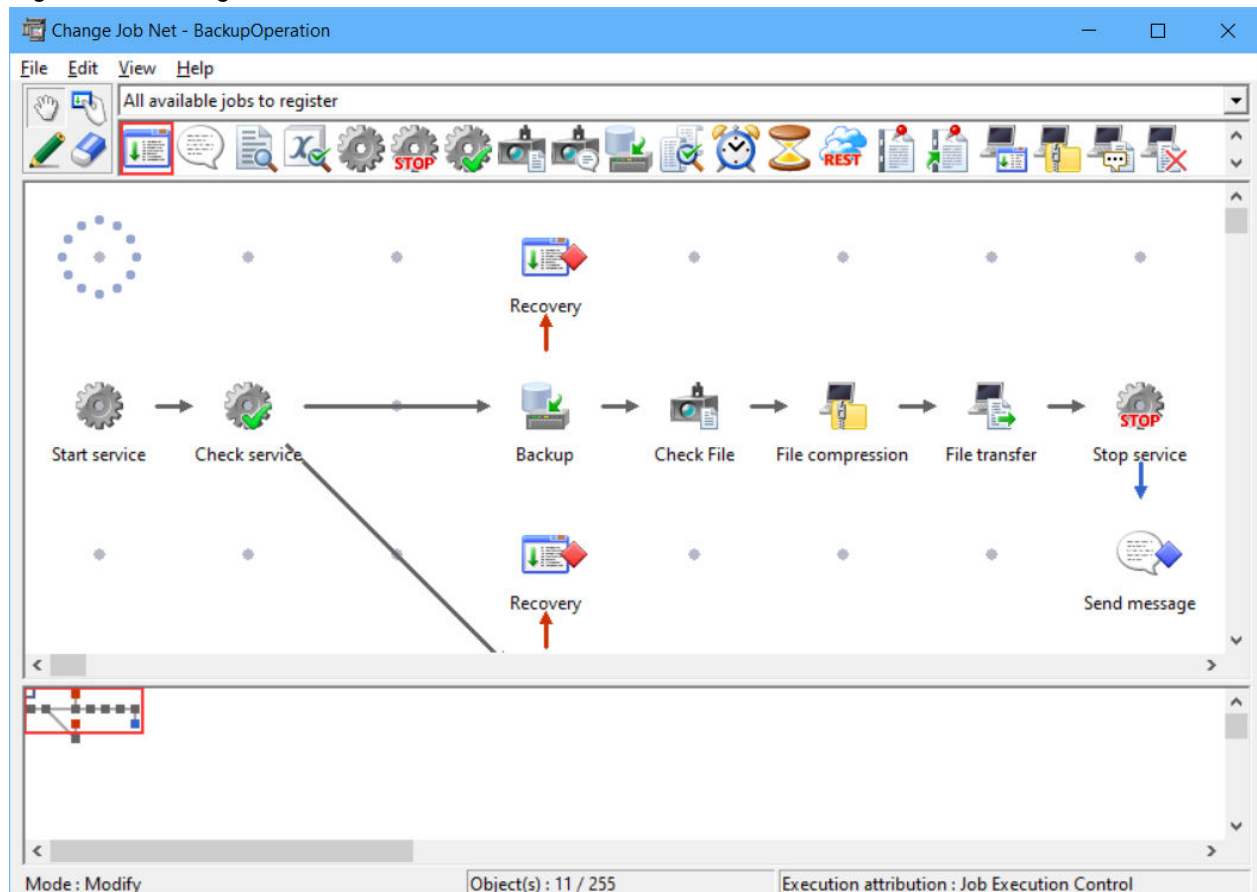 Change Job Net - BackupOperation
File Edit View Help
All available jobs to register
STOP
REST
Recovery
Start service
Check service
Backup
Check File
File compression
File transfer
STOP
Stop service
Recovery
Send message
Mode : Modify
Object(s) : 11 / 255
Execution attribution : Job Execution Control